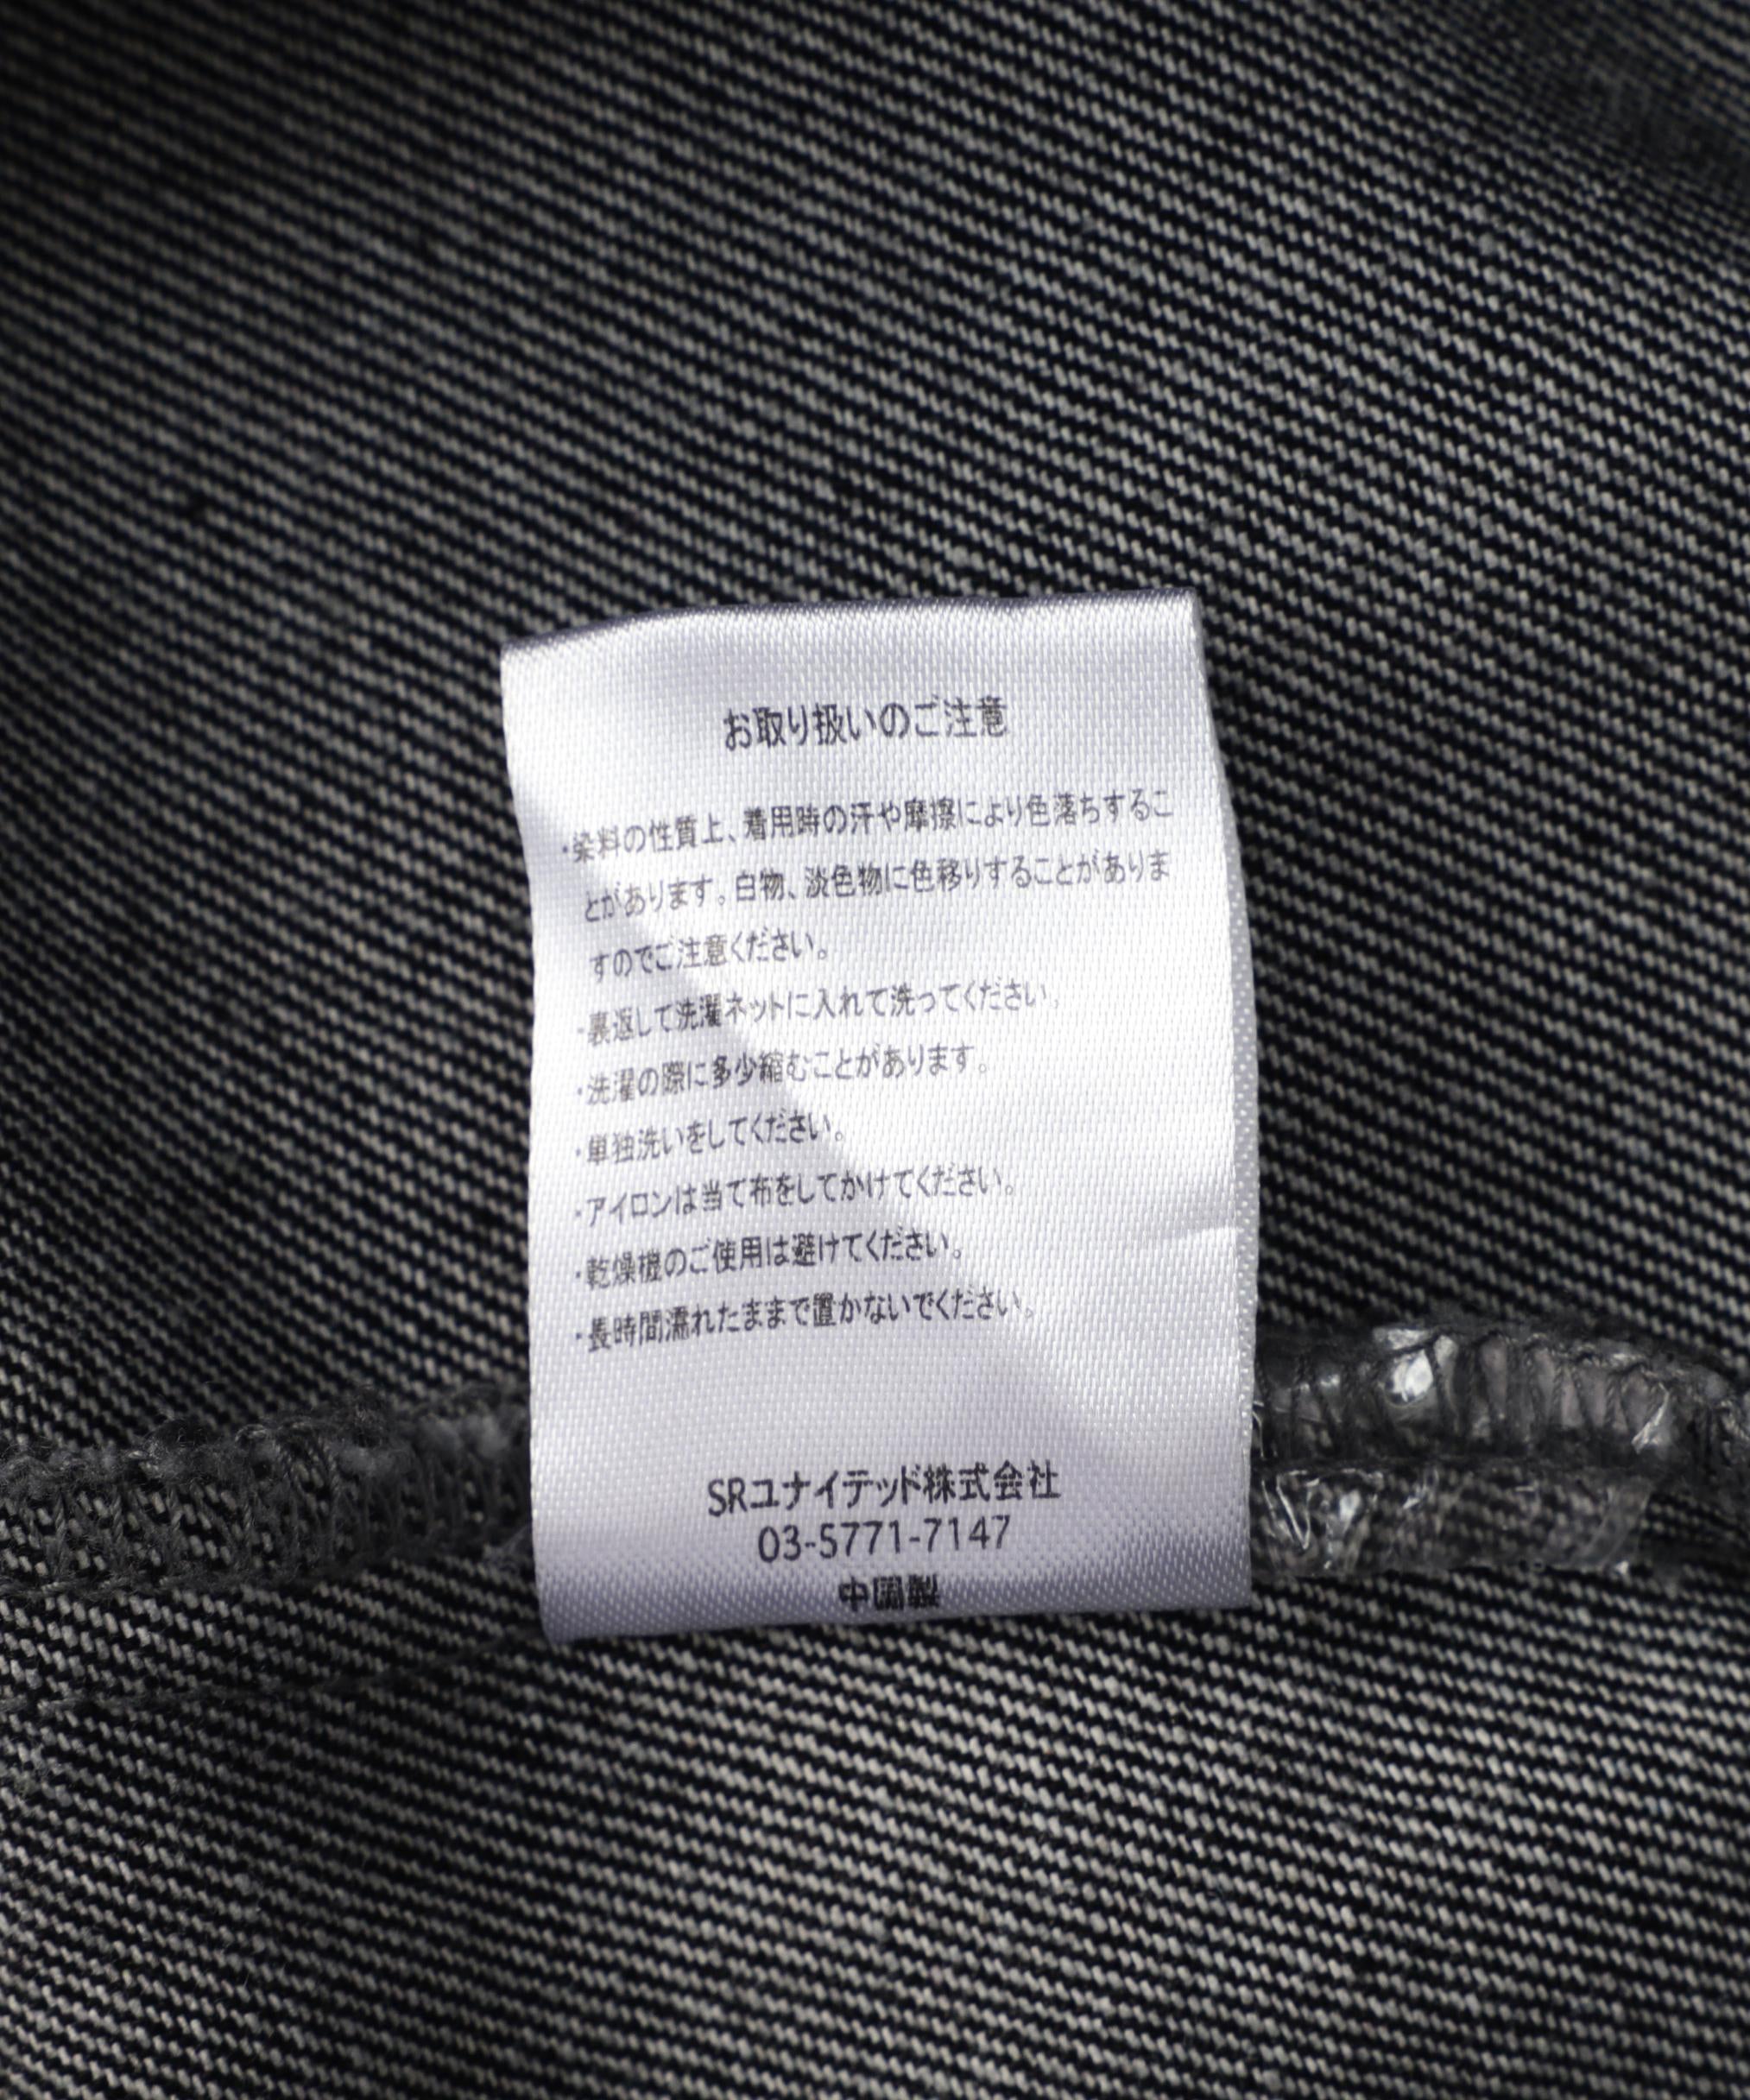 お取り扱いのご注意
・染料の性質上、着用時の汗や摩擦により色落ちするこ
とがあります。白物、淡色物に色移りすることがありま
すのでご注意ください。
・裏返して洗濯ネットに入れて洗ってください。
・洗濯の際に多少縮むことがあります。
・単独洗いをしてください。
・アイロンは当て布をしてかけてください。
・乾燥機のご使用は避けてください。
・長時間濡れたままで置かないでください。
SRユナイテッド株式会社
03-5771-7147
中国製